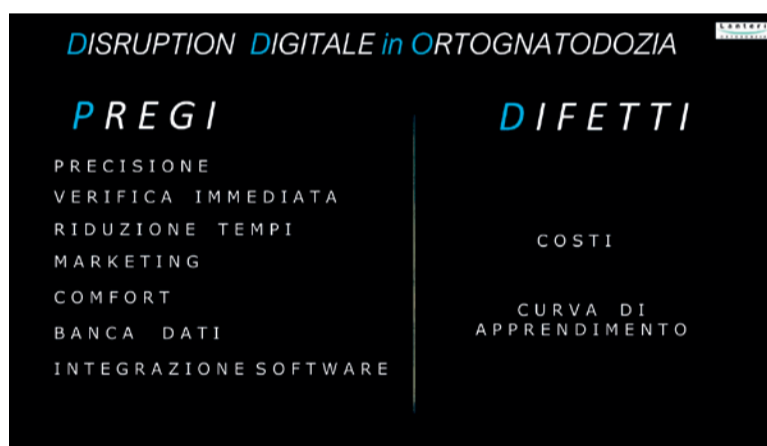 DISRUPTION DIGITALE in ORTOGNATODOZIA
Lanteri
PREGI
PRECISIONE
VERIFICA IMMEDIATA
RIDUZIONE TEMPI
MARKETING
COMFORT
BANCA DATI
INTEGRAZIONE SOFTWARE
DIFETTI
COSTI
CURVA DI
APPRENDIMENTO